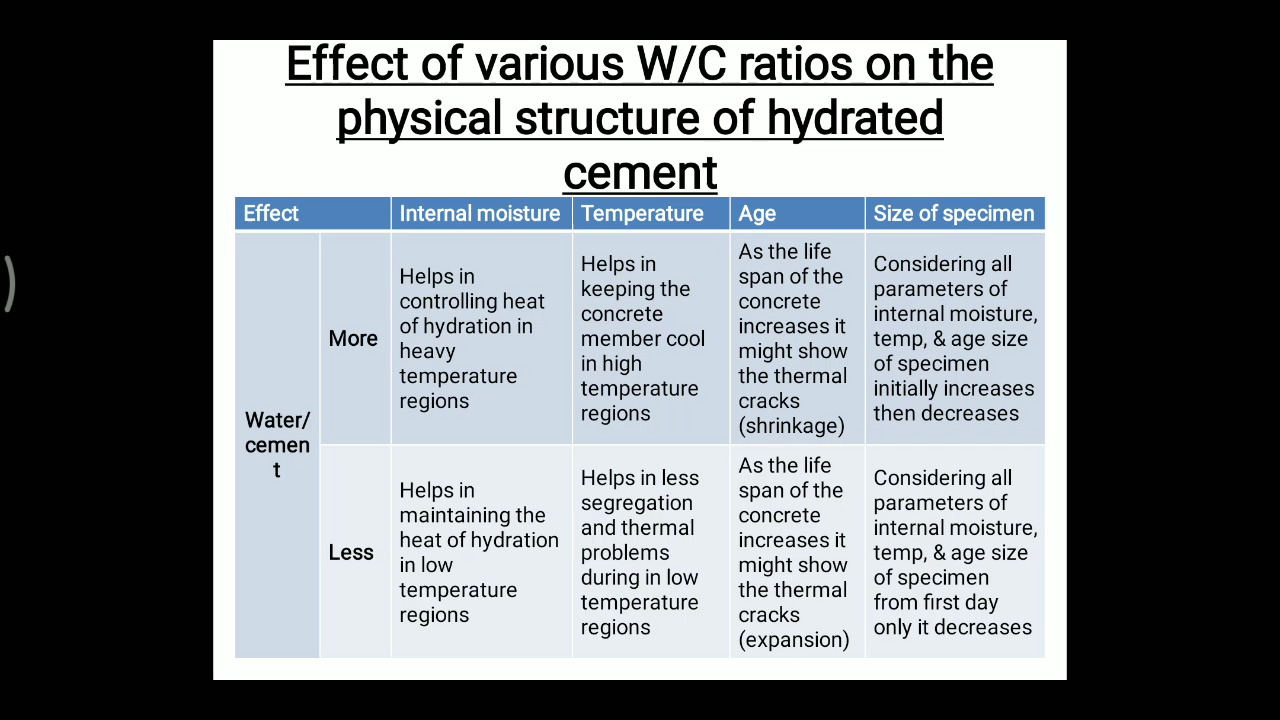 Effect of various W/C ratios on the
physical structure of hydrated
cement
Effect
Internal moisture
Temperature
Age
Size of specimen
Water/
cemen
t
More
Helps in
controlling heat
of hydration in
heavy
temperature
regions
Helps in
keeping the
concrete
member cool
in high
temperature
regions
As the life
span of the
concrete
increases it
might show
the thermal
cracks
(shrinkage)
Considering all
parameters of
internal moisture,
temp, & age size
of specimen
initially increases
then decreases
Less
Helps in
maintaining the
heat of hydration
in low
temperature
regions
Helps in less
segregation
and thermal
problems
during in low
temperature
regions
As the life
span of the
concrete
increases it
might show
the thermal
cracks
(expansion)
Considering all
parameters of
internal moisture,
temp, & age size
of specimen
from first day
only it decreases